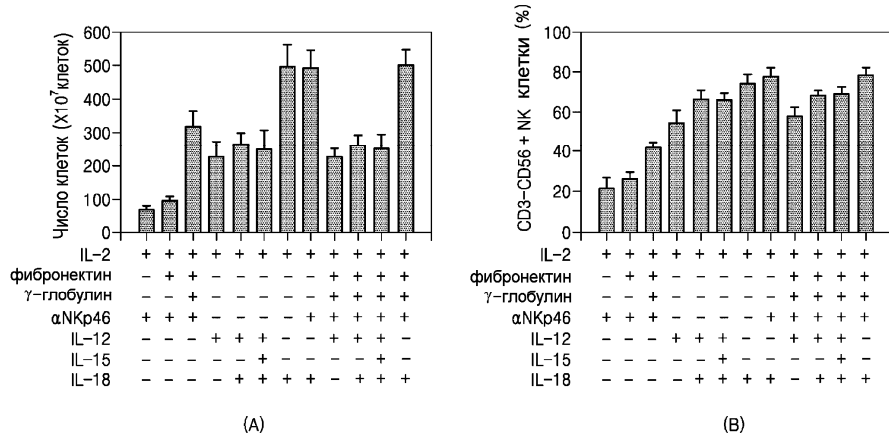 600
500
400
300
200
100
0
Число клеток (X10⁷клеток)
IL-2 + + + + + + + + + + + +
фибронектин − + + − − − − − + + + +
γ-глобулин − − + − − − − − + + + +
αNKp46 + + + − − − − + + + + +
IL-12 − − − + + + − − + + + −
IL-15 − − − − − + − − − − + −
IL-18 − − − − + + + + − + + +
(A)
100
80
60
40
20
0
CD3-CD56 + NK клетки (%)
IL-2 + + + + + + + + + + + +
фибронектин − + + − − − − − + + + +
γ-глобулин − − + − − − − − + + + +
αNKp46 + + + − − − − + + + + +
IL-12 − − − + + + − − + + + −
IL-15 − − − − − + − − − − + −
IL-18 − − − − + + + + − + + +
(B)